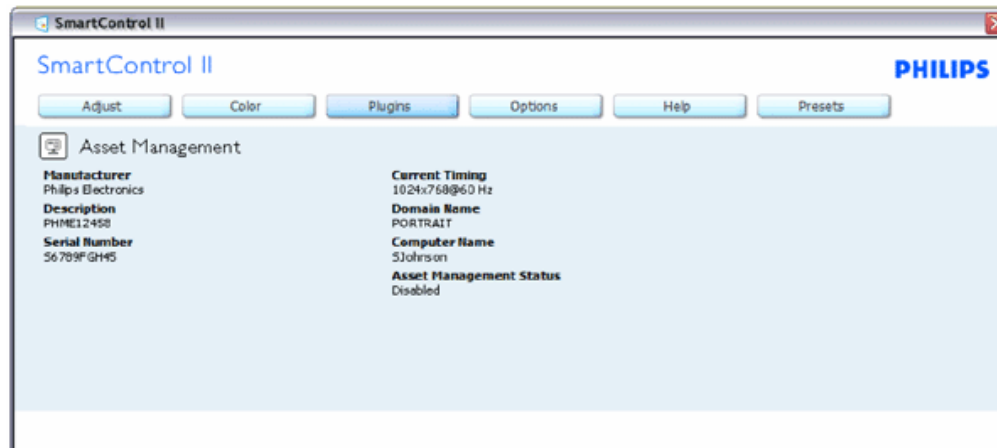 SmartControl II
SmartControl II
PHILIPS
Adjust
Color
Plugins
Options
Help
Presets
Asset Management
Manufacturer
Philips Electronics
Description
PHME12458
Serial Number
56789FGH45
Current Timing
1024x768@60 Hz
Domain Name
PORTRAIT
Computer Name
SJohnson
Asset Management Status
Disabled